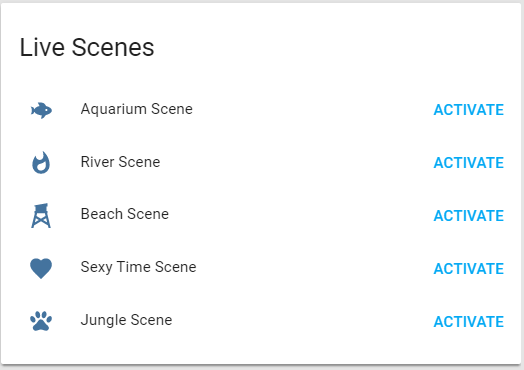 Live Scenes
Aquarium Scene ACTIVATE
River Scene ACTIVATE
Beach Scene ACTIVATE
Sexy Time Scene ACTIVATE
Jungle Scene ACTIVATE